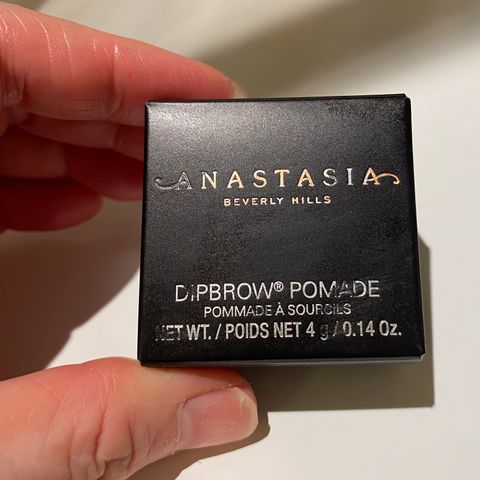 ANASTASIA
BEVERLY HILLS
DIPBROW® POMADE
POMMADE À SOURCILS
NET WT. / POIDS NET 4 g / 0.14 Oz.